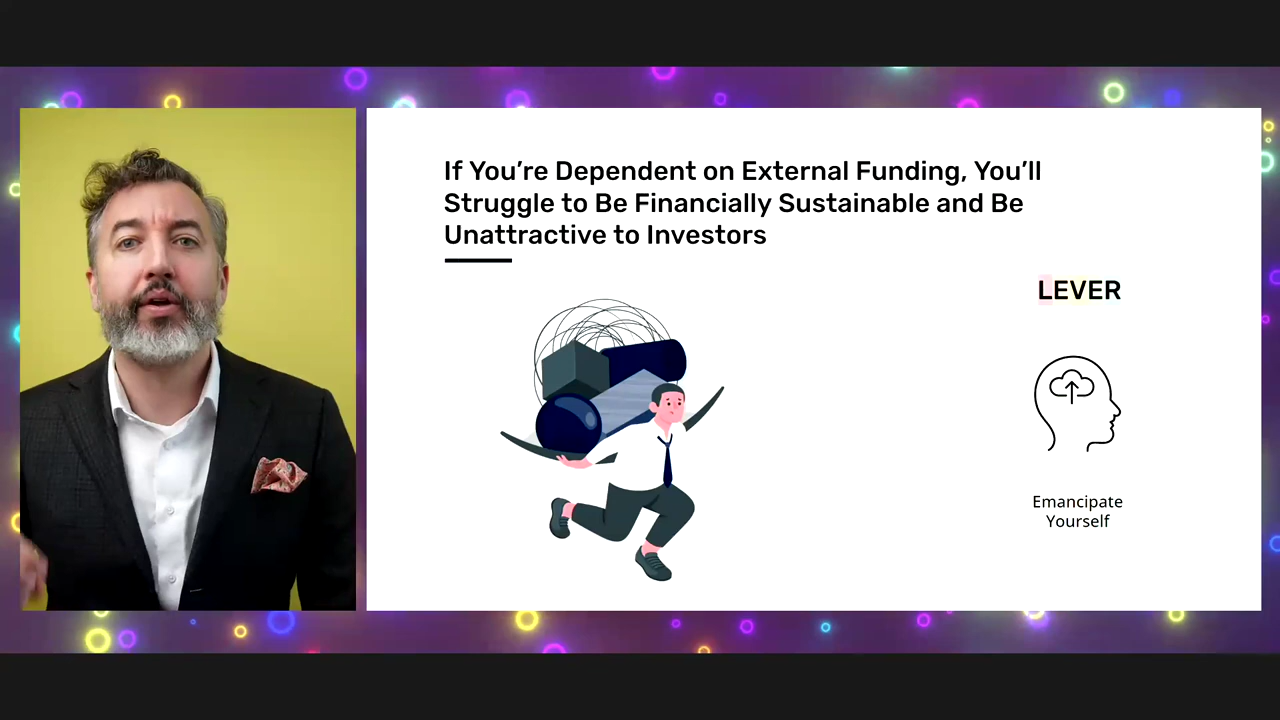 If You’re Dependent on External Funding, You’ll
Struggle to Be Financially Sustainable and Be
Unattractive to Investors
LEVER
Emancipate
Yourself